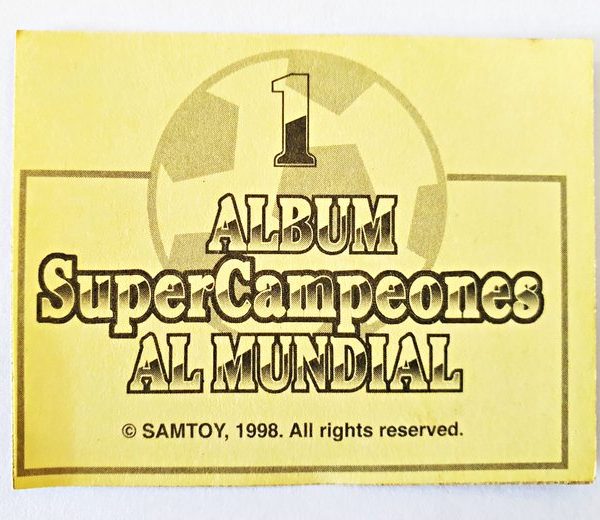 1
ALBUM
SuperCampeones
AL MUNDIAL
© SAMTOY, 1998. All rights reserved.